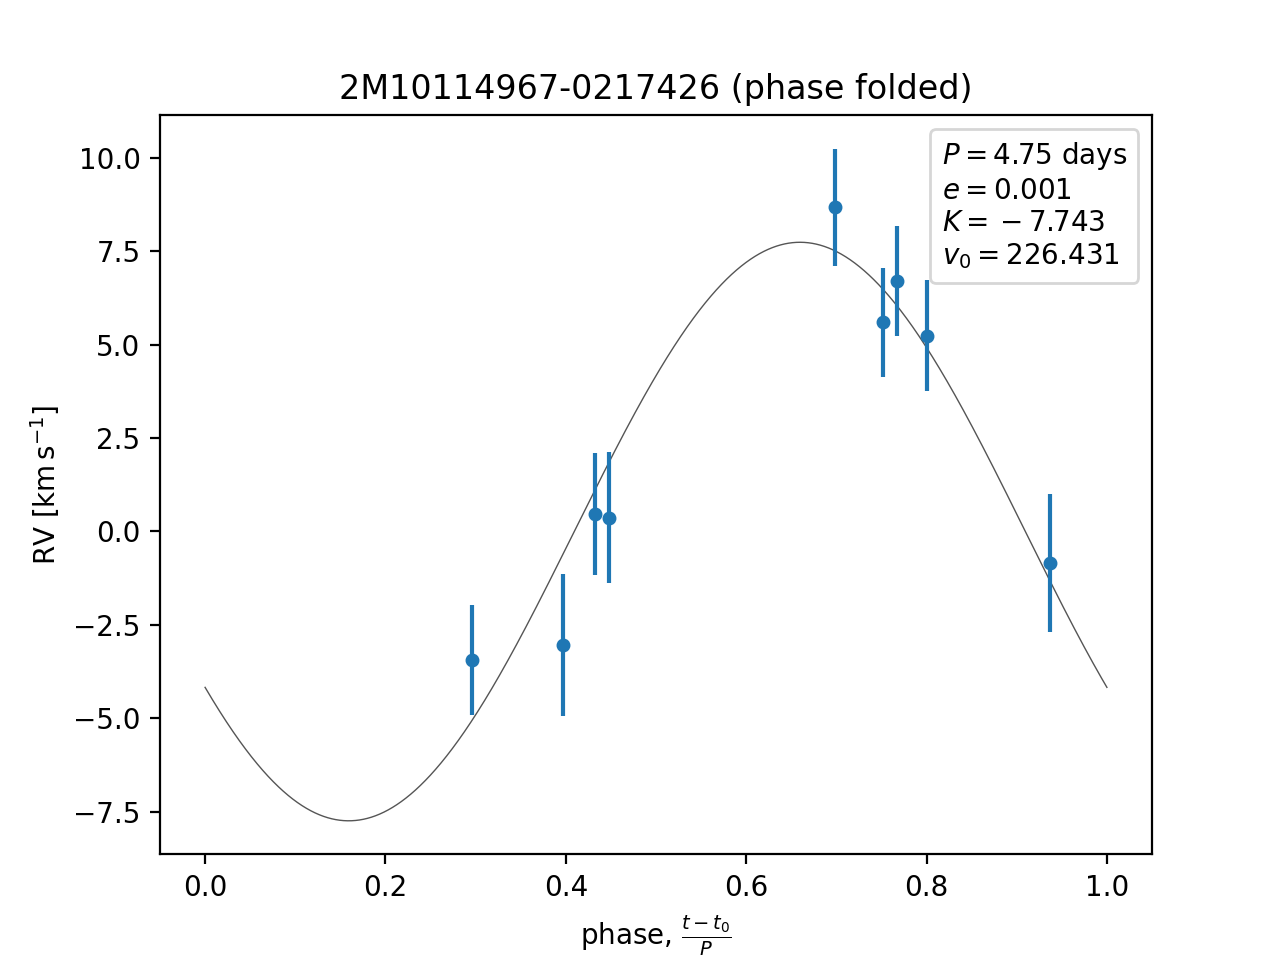 2M10114967-0217426 (phase folded)
P = 4.75 days
e = 0.001
K = −7.743
v₀ = 226.431
10.0
7.5
5.0
2.5
0.0
−2.5
−5.0
−7.5
RV [km s⁻¹]
0.0 0.2 0.4 0.6 0.8 1.0
phase, (t − t₀)/P